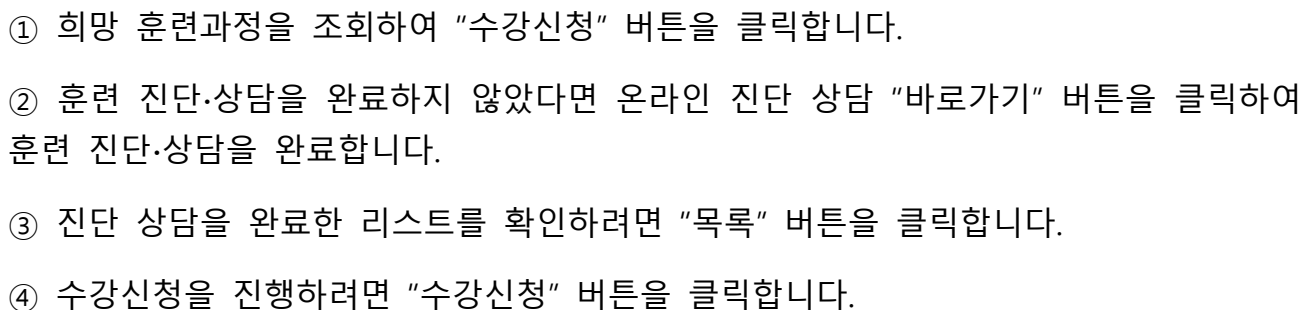 ① 희망 훈련과정을 조회하여 "수강신청" 버튼을 클릭합니다.
② 훈련 진단·상담을 완료하지 않았다면 온라인 진단 상담 "바로가기" 버튼을 클릭하여
훈련 진단·상담을 완료합니다.
③ 진단 상담을 완료한 리스트를 확인하려면 "목록" 버튼을 클릭합니다.
④ 수강신청을 진행하려면 "수강신청" 버튼을 클릭합니다.